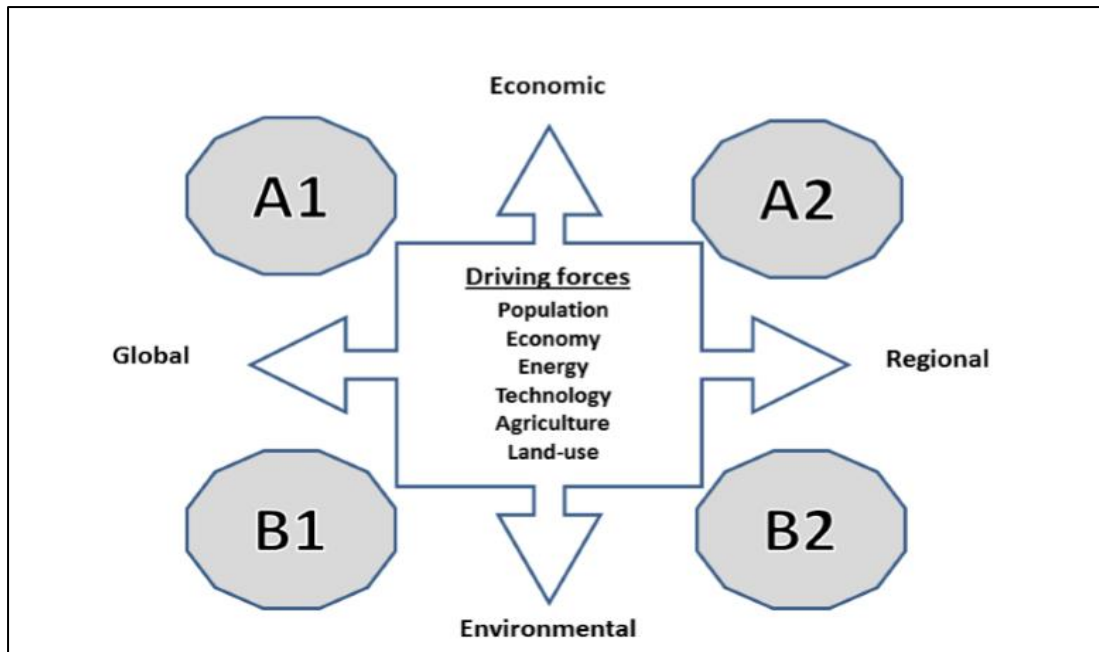 Economic
A1
A2
Driving forces
Population
Economy
Energy
Technology
Agriculture
Land-use
Global
Regional
B1
B2
Environmental